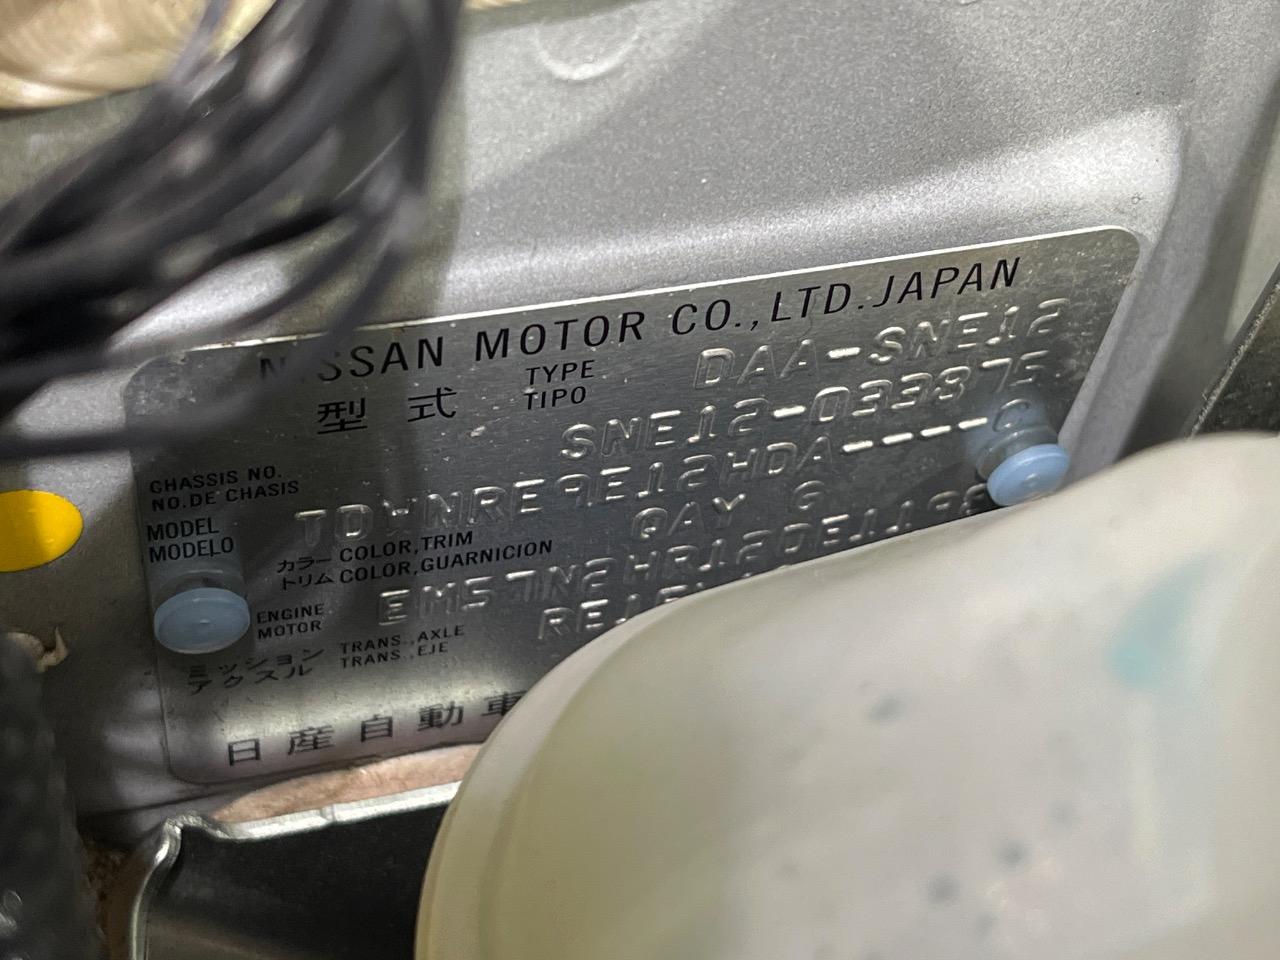 NISSAN MOTOR CO.,LTD.JAPAN
型式 TYPE TIPO DAA-SNE12
CHASSIS NO. NO.DE CHASIS SNE12-033875
MODEL MODELO TDWNRE9E12HDA----C
カラー COLOR,TRIM トリム COLOR,GUARNICION QAY G
ENGINE MOTOR EM57N2HR12DE1198
ミッション TRANS.,AXLE アクスル TRANS.,EJE
日産自動車